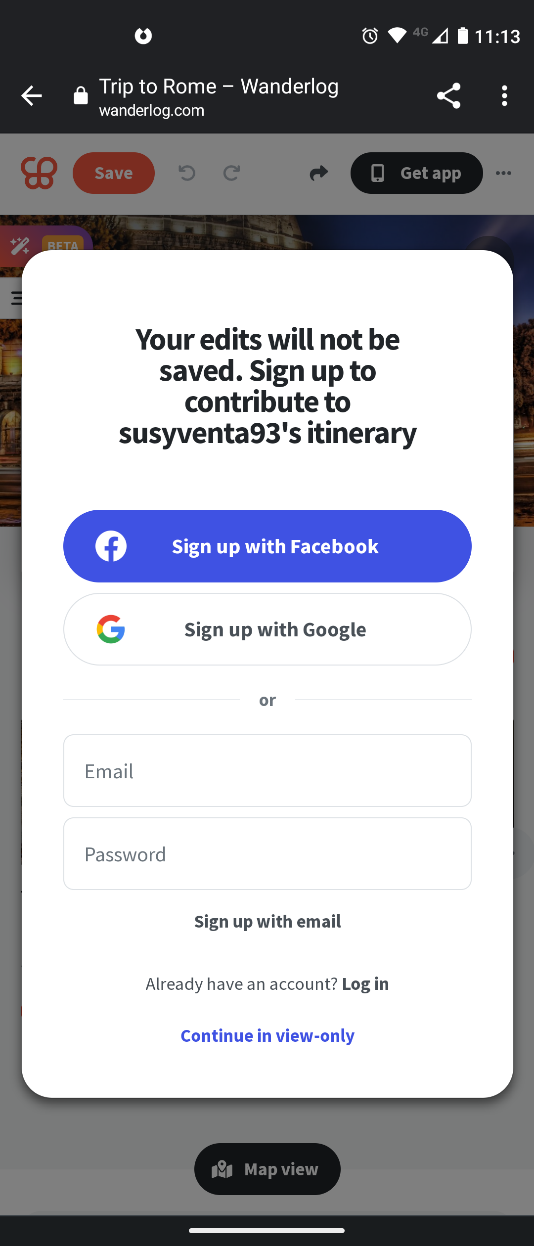 4G 11:13
Trip to Rome – Wanderlog
wanderlog.com
Save Get app
BETA
Your edits will not be
saved. Sign up to
contribute to
susyventa93's itinerary
Sign up with Facebook
Sign up with Google
or
Email
Password
Sign up with email
Already have an account? Log in
Continue in view-only
Map view